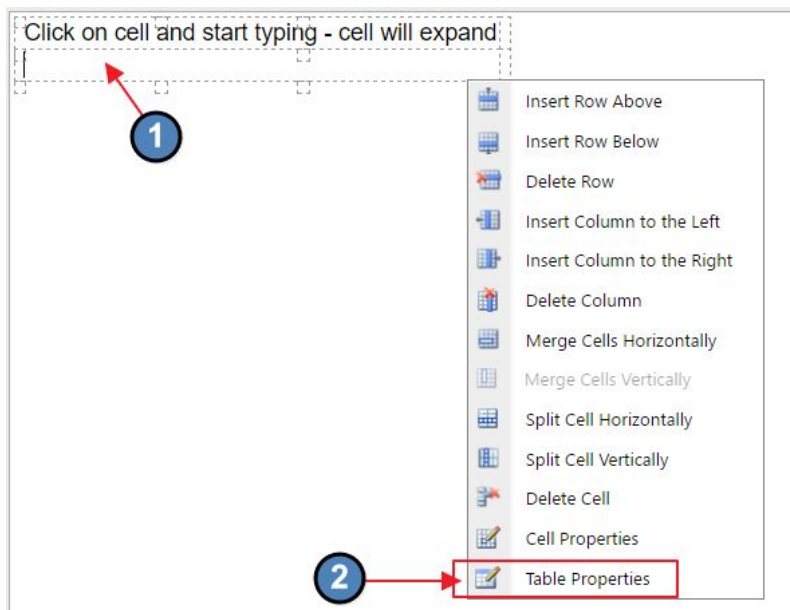 Click on cell and start typing - cell will expand
1
Insert Row Above
Insert Row Below
Delete Row
Insert Column to the Left
Insert Column to the Right
Delete Column
Merge Cells Horizontally
Merge Cells Vertically
Split Cell Horizontally
Split Cell Vertically
Delete Cell
Cell Properties
2
Table Properties